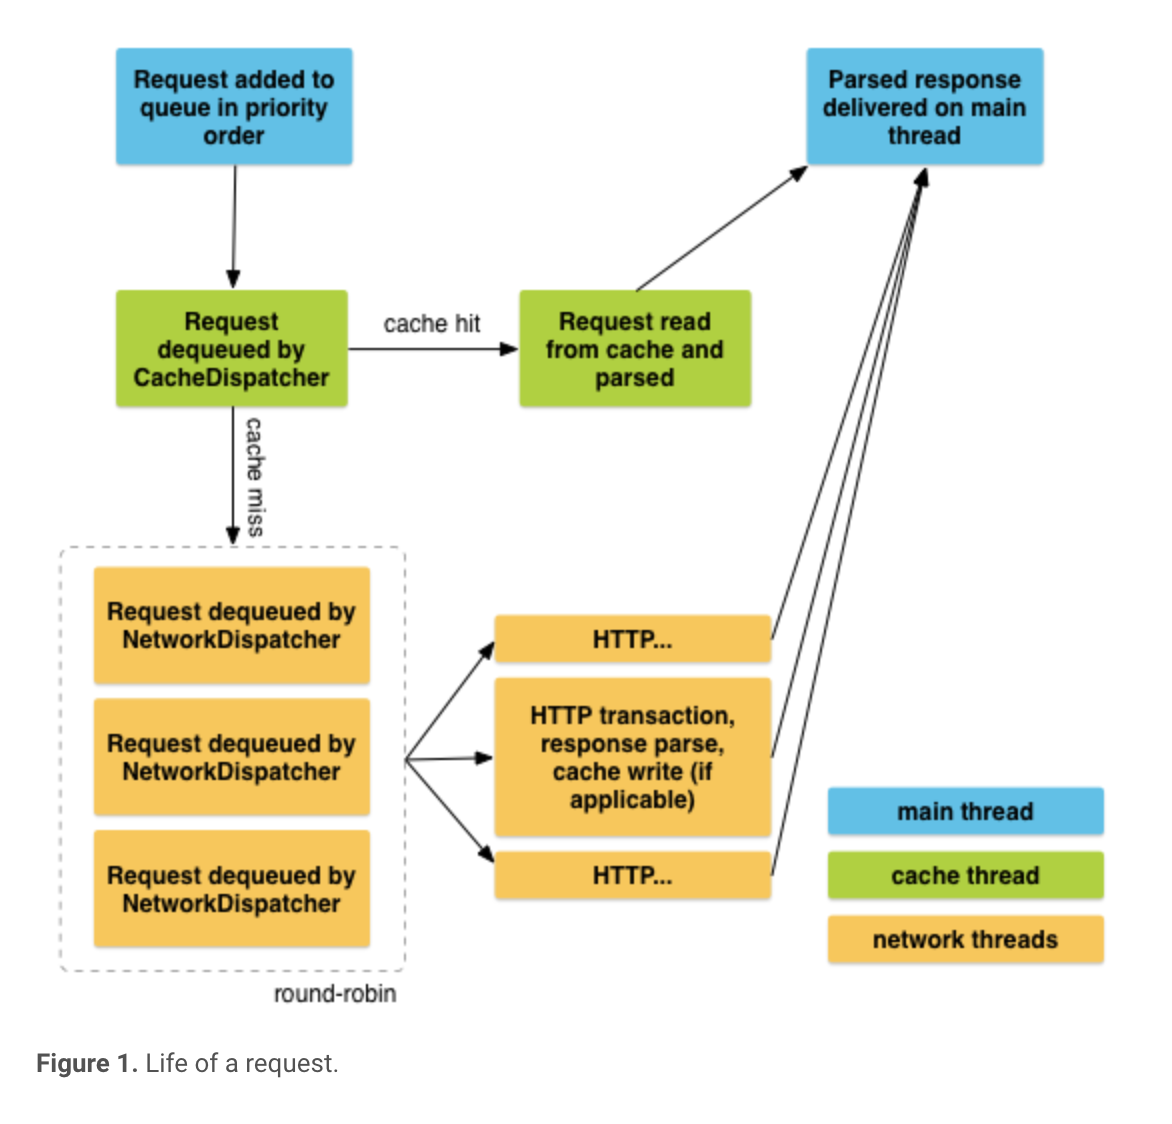 Request added to
queue in priority
order
Parsed response
delivered on main
thread
Request
dequeued by
CacheDispatcher
cache hit
Request read
from cache and
parsed
cache miss
Request dequeued by
NetworkDispatcher
Request dequeued by
NetworkDispatcher
Request dequeued by
NetworkDispatcher
round-robin
HTTP...
HTTP transaction,
response parse,
cache write (if
applicable)
HTTP...
main thread
cache thread
network threads
Figure 1. Life of a request.